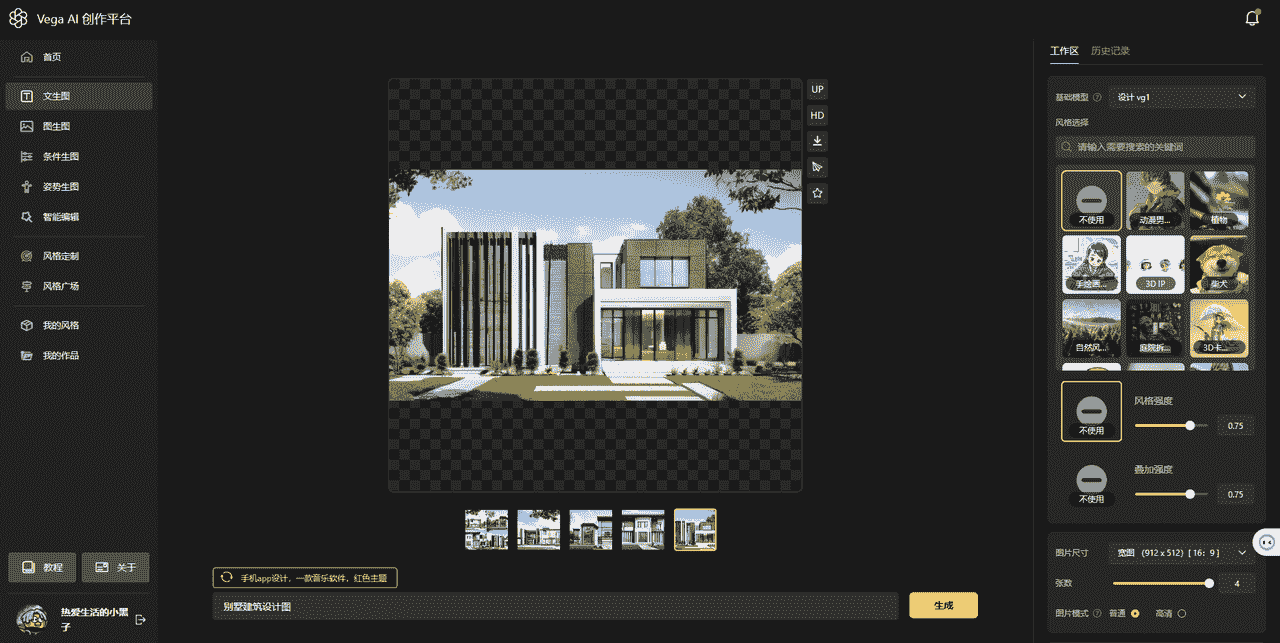 Vega AI 创作平台
首页
文生图
图生图
条件生图
姿势生图
智能编辑
风格定制
风格广场
我的风格
我的作品
教程
关于
热爱生活的小黑
子
UP
HD
手机app设计，一款音乐软件，红色主题
别墅建筑设计图
生成
工作区 历史记录
基础模型 设计 vg1
风格选择
请输入需要搜索的关键词
不使用 动漫男... 植物
手绘画... 3D IP 柴犬
自然风... 庭院拆... 3D卡...
不使用
风格强度
0.75
不使用
叠加强度
0.75
图片尺寸 宽图 (912 x 512) [ 16: 9 ]
张数 4
图片模式 普通 高清